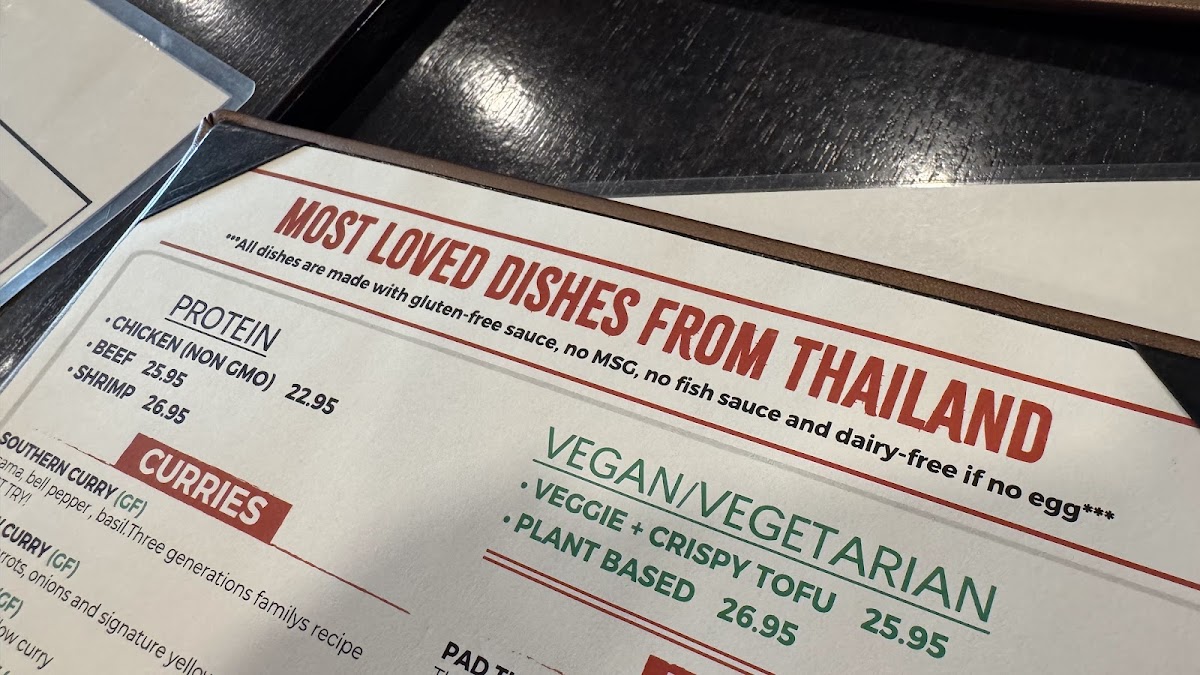 MOST LOVED DISHES FROM THAILAND
***All dishes are made with gluten-free sauce, no MSG, no fish sauce and dairy-free if no egg***
PROTEIN
• CHICKEN (NON GMO) 22.95
• BEEF 25.95
• SHRIMP 26.95
CURRIES
SOUTHERN CURRY (GF)
bell pepper , basil.Three generations familys recipe
TRY!
CURRY (GF)
onions and signature yellow
(GF)
curry
VEGAN/VEGETARIAN
• VEGGIE + CRISPY TOFU 25.95
• PLANT BASED 26.95
PAD